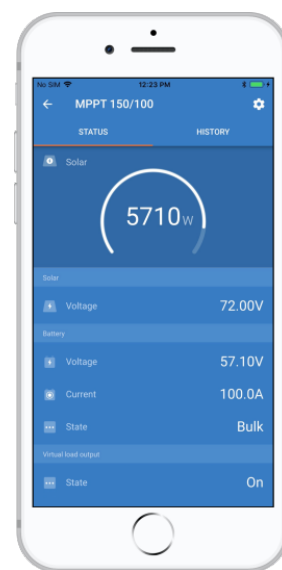 No SIM 12:23 PM
← MPPT 150/100
STATUS HISTORY
Solar
5710W
Solar
Voltage 72.00V
Battery
Voltage 57.10V
Current 100.0A
State Bulk
Virtual load output
State On